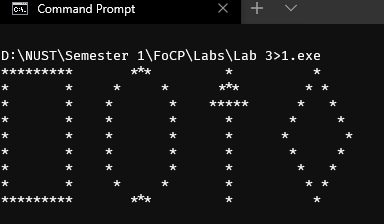 Command Prompt
D:\NUST\Semester 1\FoCP\Labs\Lab 3>1.exe
*********         ***          *           *
*       *      *     *      ***         * *
*       *     *       *    *****       *   *
*       *     *       *      *        *     *
*       *     *       *      *       *       *
*       *     *       *      *        *     *
*       *     *       *      *         *   *
*       *      *     *       *          * *
*********         ***          *           *